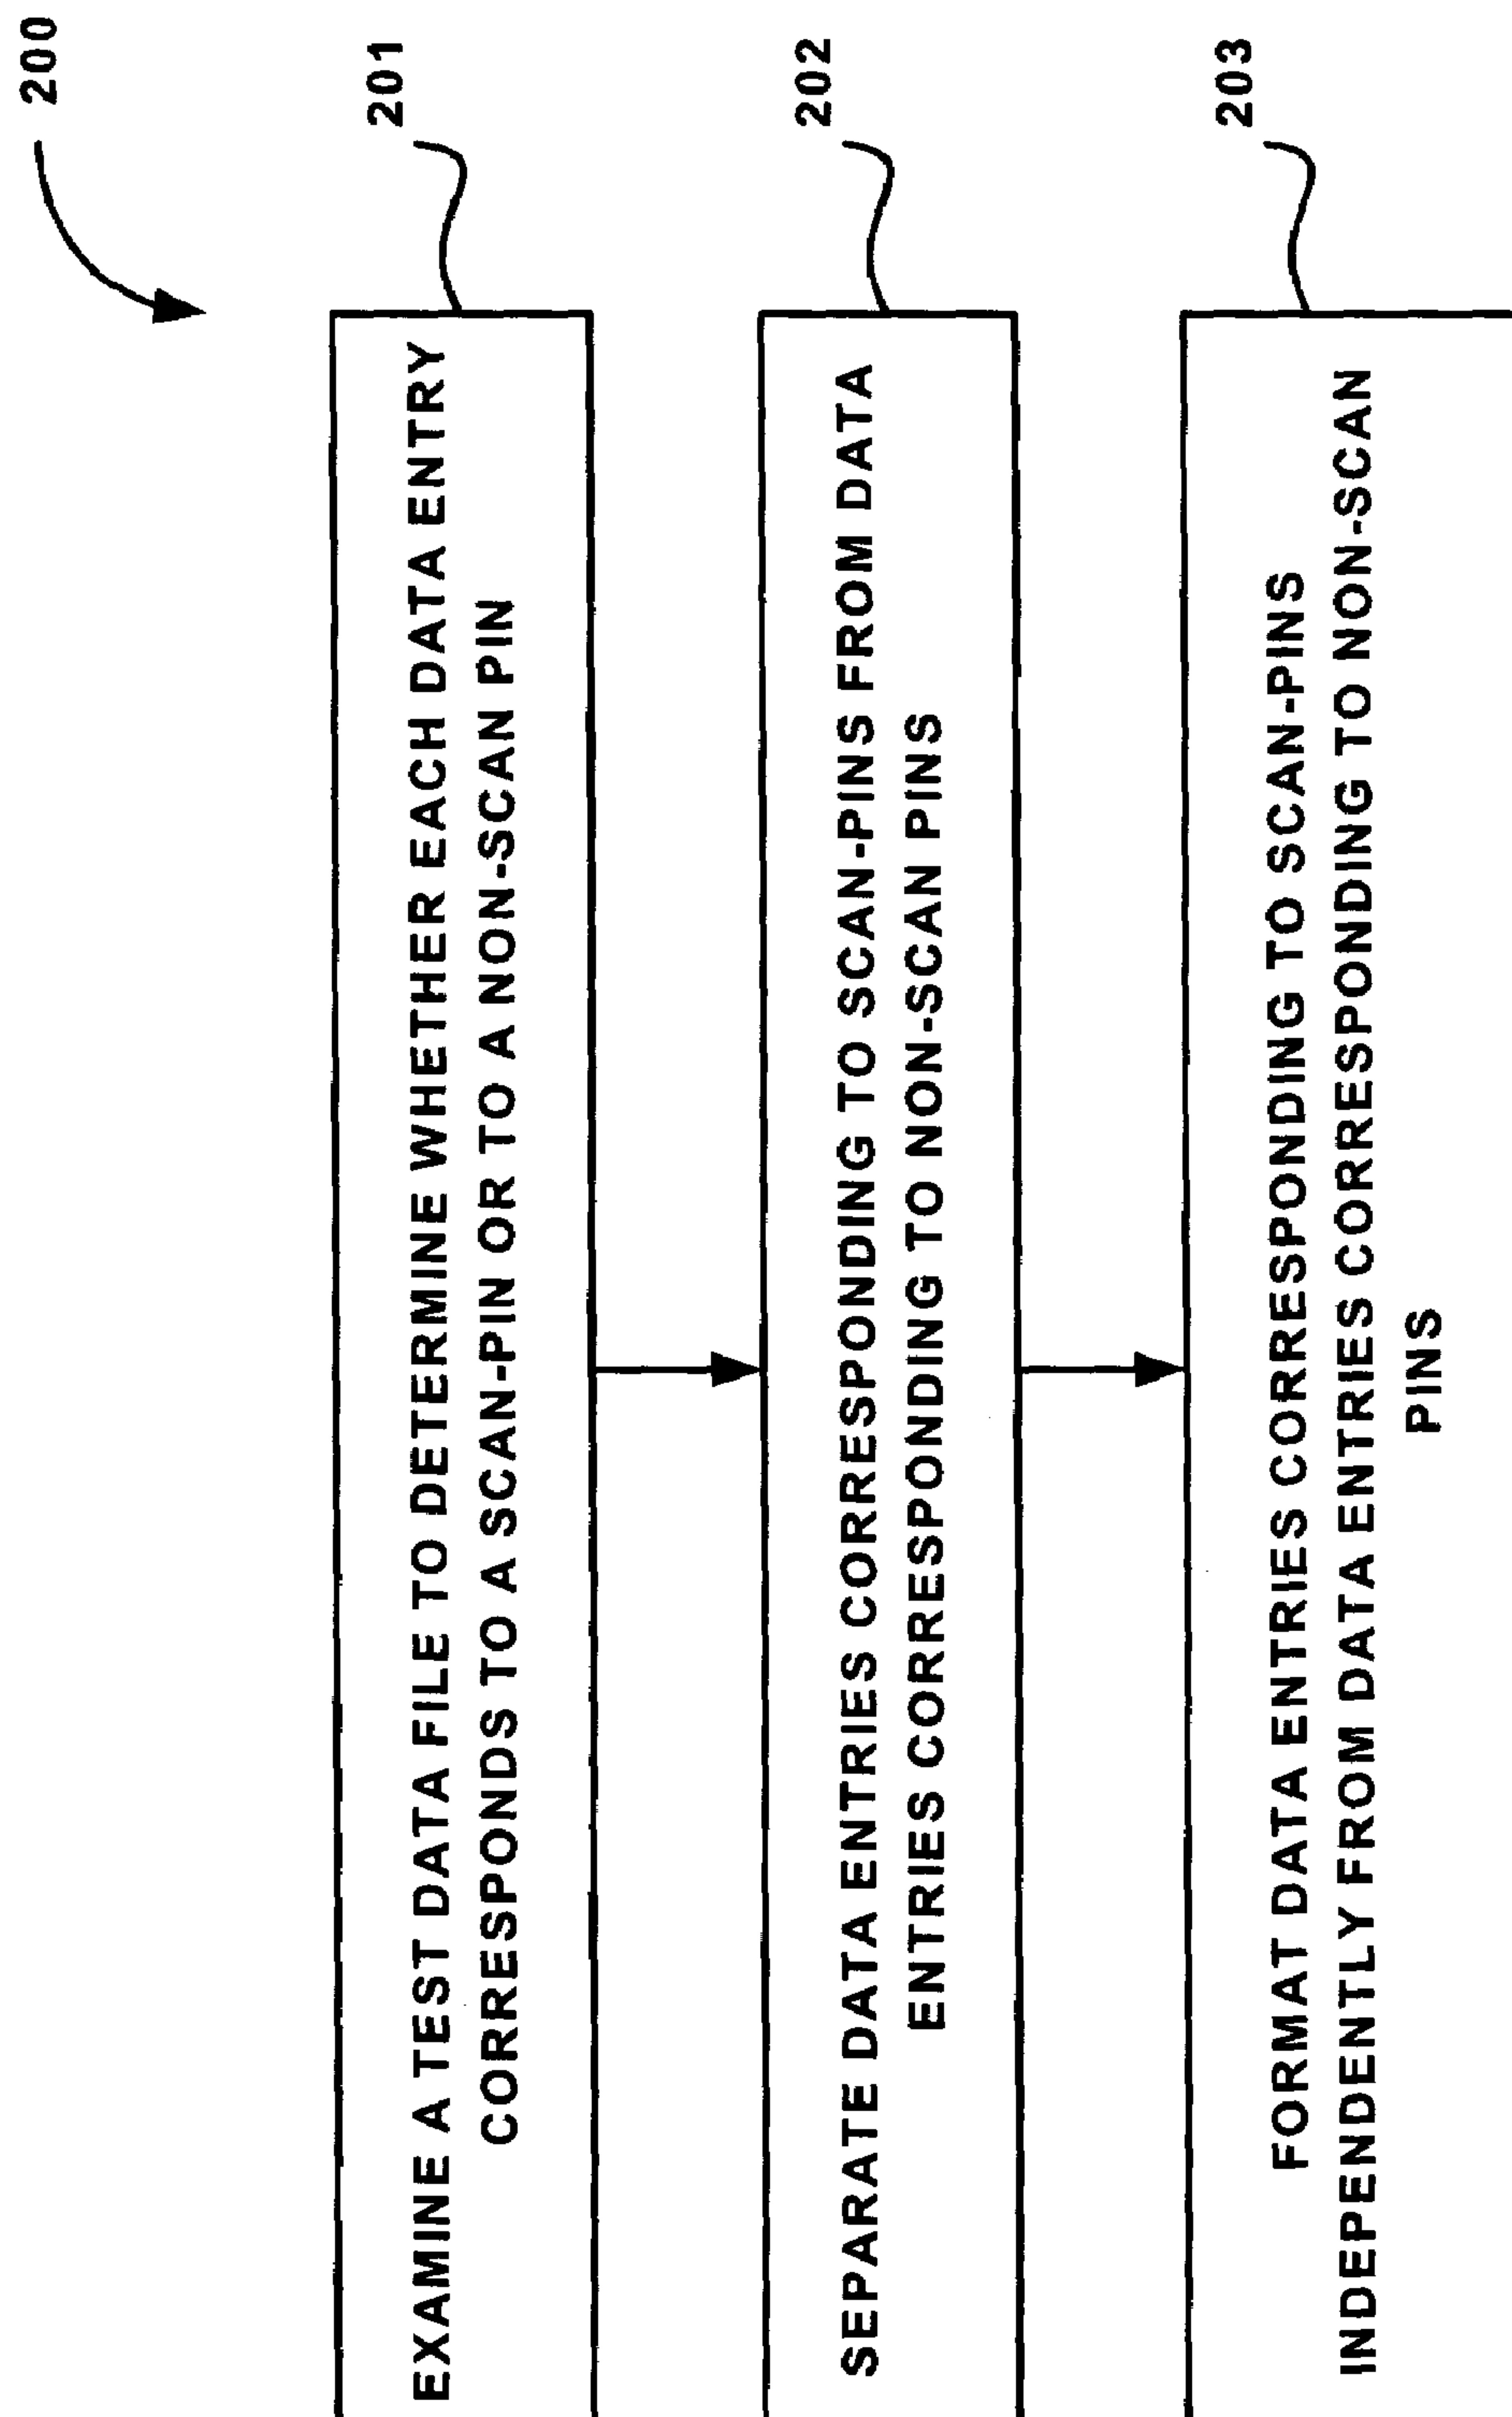 200
201
EXAMINE A TEST DATA FILE TO DETERMINE WHETHER EACH DATA ENTRY
CORRESPONDS TO A SCAN-PIN OR TO A NON-SCAN PIN
202
SEPARATE DATA ENTRIES CORRESPONDING TO SCAN-PINS FROM DATA
ENTRIES CORRESPONDING TO NON-SCAN PINS
203
FORMAT DATA ENTRIES CORRESPONDING TO SCAN-PINS
INDEPENDENTLY FROM DATA ENTRIES CORRESPONDING TO NON-SCAN
PINS